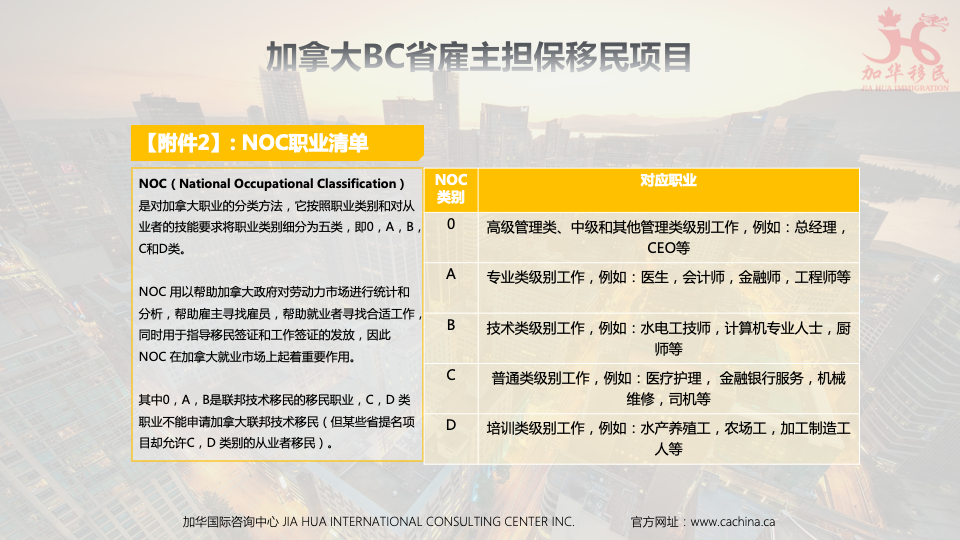 加拿大BC省雇主担保移民项目
加华移民
JIA HUA IMMIGRATION
【附件2】: NOC职业清单
NOC（National Occupational Classification）
是对加拿大职业的分类方法，它按照职业类别和对从
业者的技能要求将职业类别细分为五类，即0，A，B，
C和D类。
NOC 用以帮助加拿大政府对劳动力市场进行统计和
分析，帮助雇主寻找雇员，帮助就业者寻找合适工作，
同时用于指导移民签证和工作签证的发放，因此
NOC 在加拿大就业市场上起着重要作用。
其中0，A，B是联邦技术移民的移民职业，C，D 类
职业不能申请加拿大联邦技术移民（但某些省提名项
目却允许C，D 类别的从业者移民）。
NOC
类别
对应职业
0
高级管理类、中级和其他管理类级别工作，例如：总经理，
CEO等
A
专业类级别工作，例如：医生，会计师，金融师，工程师等
B
技术类级别工作，例如：水电工技师，计算机专业人士，厨
师等
C
普通类级别工作，例如：医疗护理， 金融银行服务，机械
维修，司机等
D
培训类级别工作，例如：水产养殖工，农场工，加工制造工
人等
加华国际咨询中心 JIA HUA INTERNATIONAL CONSULTING CENTER INC.
官方网址：www.cachina.ca